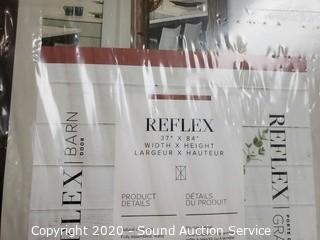 REFLEX
37" X 84"
WIDTH X HEIGHT
LARGEUR X HAUTEUR
PRODUCT
DETAILS
DÉTAILS
DU PRODUIT
REFLEX | BARN
DOOR
REFLEX | GRA
Copyright 2020 - Sound Auction Service